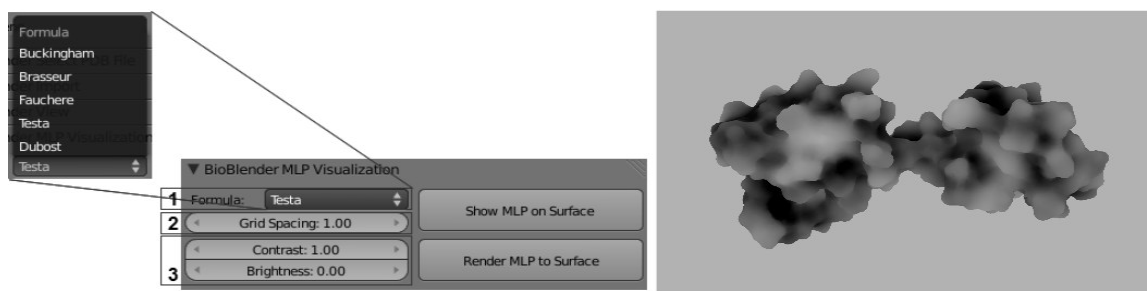 Formula
Buckingham
Brasseur
Fauchere
Testa
Dubost
Testa
▼ BioBlender MLP Visualization
1 Formula: Testa
2 Grid Spacing: 1.00
Contrast: 1.00
3 Brightness: 0.00
Show MLP on Surface
Render MLP to Surface